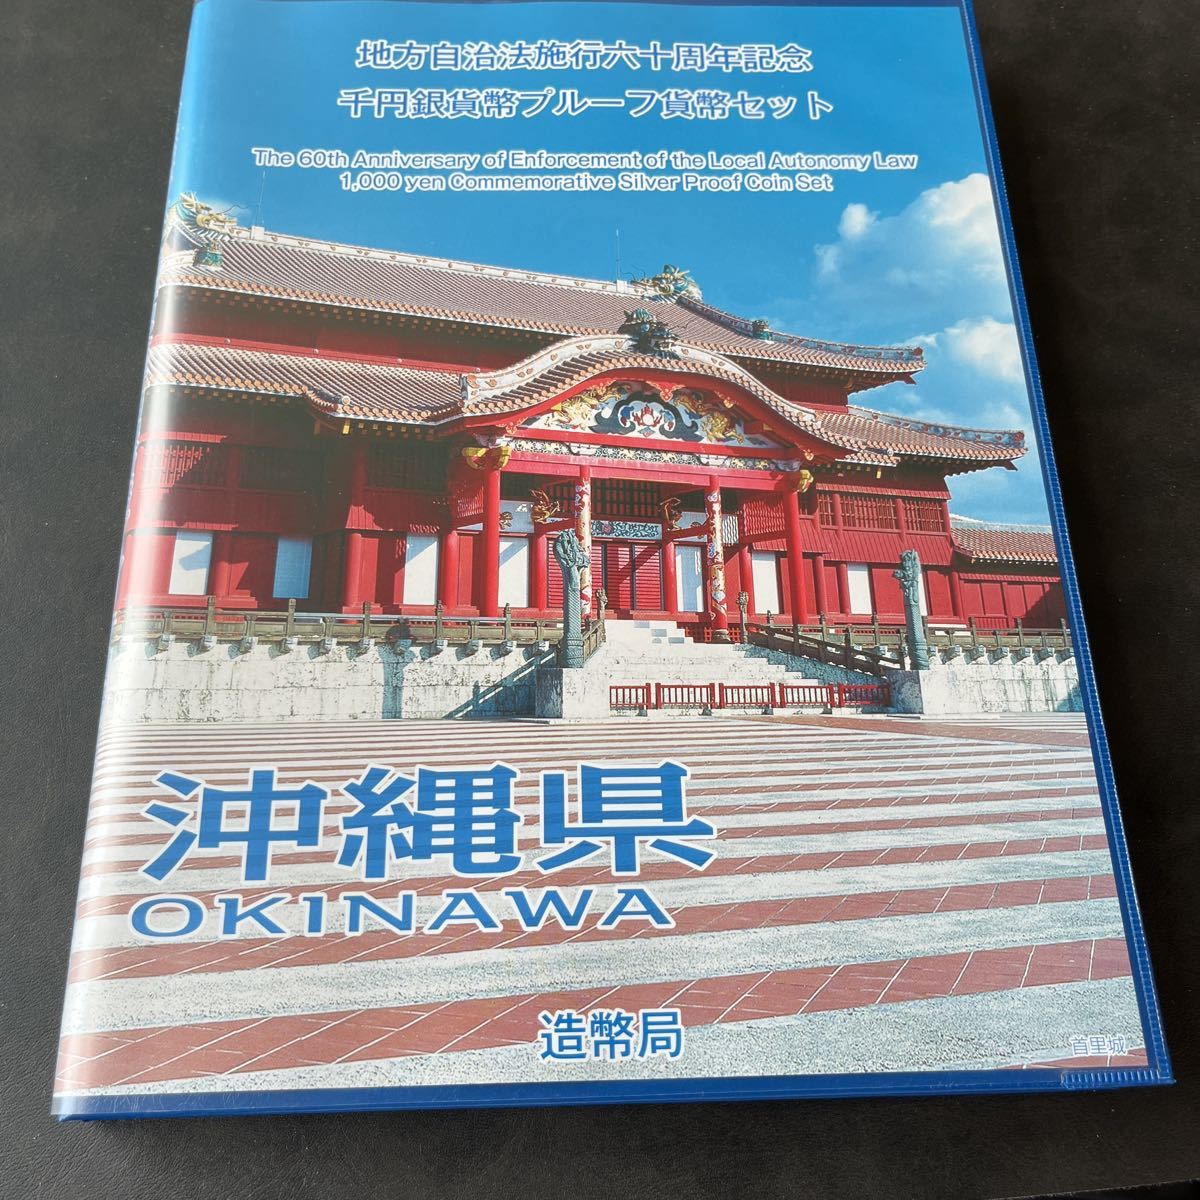 地方自治法施行六十周年記念
千円銀貨幣プルーフ貨幣セット
The 60th Anniversary of Enforcement of the Local Autonomy Law
1,000 yen Commemorative Silver Proof Coin Set
沖縄県
OKINAWA
造幣局
首里城